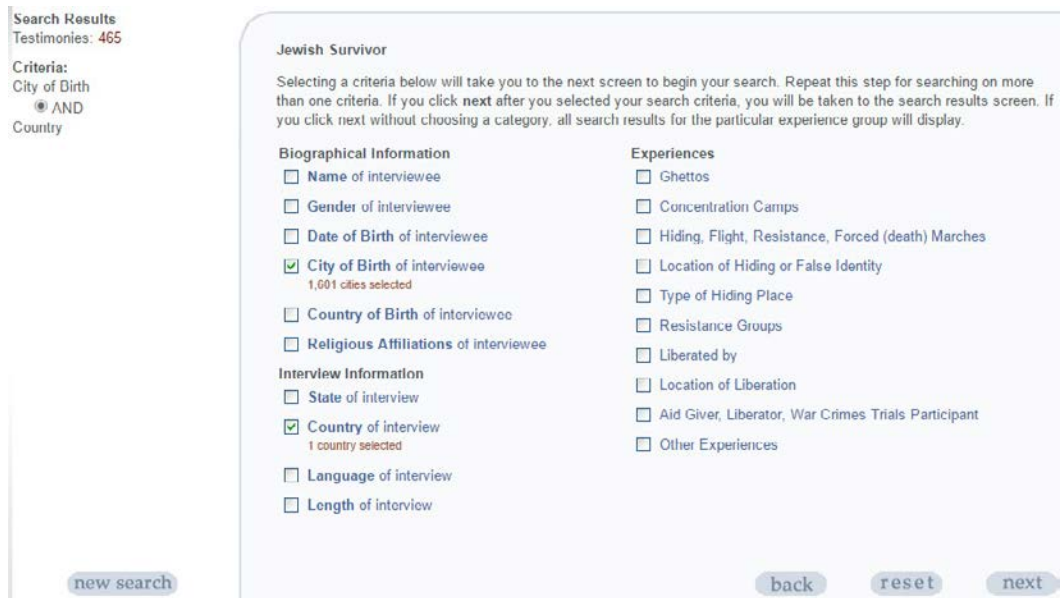 Search Results
Testimonies: 465
Criteria:
City of Birth
AND
Country
Jewish Survivor
Selecting a criteria below will take you to the next screen to begin your search. Repeat this step for searching on more
than one criteria. If you click next after you selected your search criteria, you will be taken to the search results screen. If
you click next without choosing a category, all search results for the particular experience group will display.
Biographical Information
Name of interviewee
Gender of interviewee
Date of Birth of interviewee
City of Birth of interviewee
1,601 cities selected
Country of Birth of interviewee
Religious Affiliations of interviewee
Interview Information
State of interview
Country of interview
1 country selected
Language of interview
Length of interview
Experiences
Ghettos
Concentration Camps
Hiding, Flight, Resistance, Forced (death) Marches
Location of Hiding or False Identity
Type of Hiding Place
Resistance Groups
Liberated by
Location of Liberation
Aid Giver, Liberator, War Crimes Trials Participant
Other Experiences
new search
back
reset
next